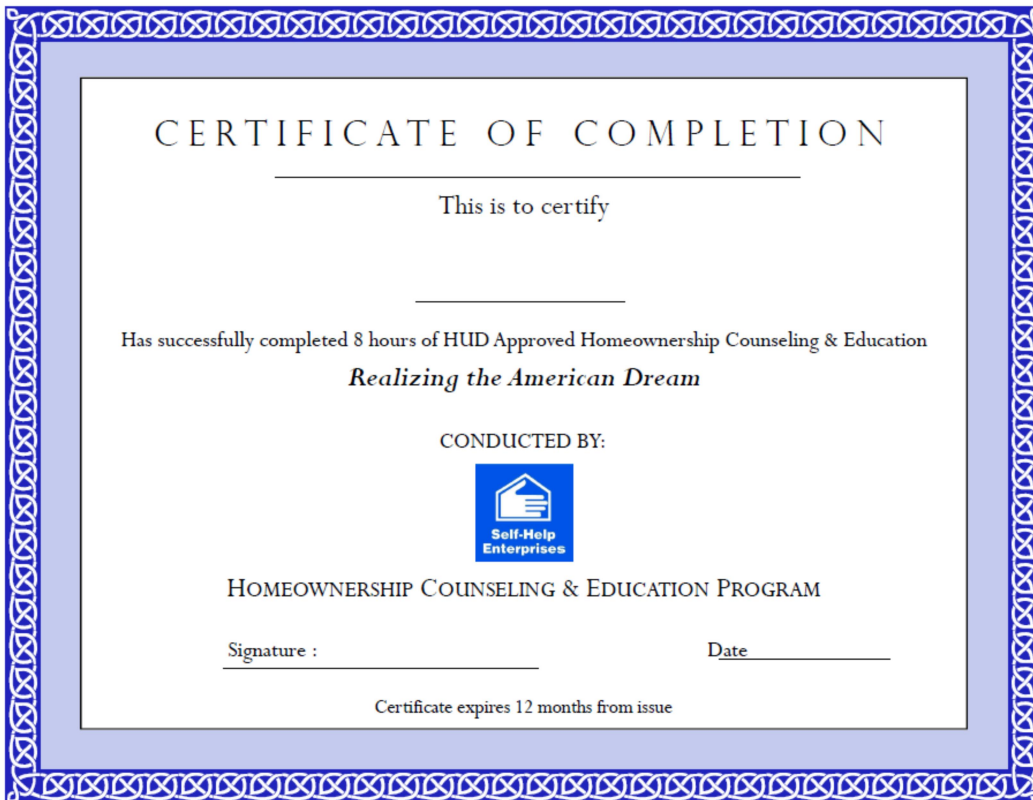 CERTIFICATE OF COMPLETION
This is to certify
Has successfully completed 8 hours of HUD Approved Homeownership Counseling & Education
Realizing the American Dream
CONDUCTED BY:
Self-Help
Enterprises
HOMEOWNERSHIP COUNSELING & EDUCATION PROGRAM
Signature : Date
Certificate expires 12 months from issue